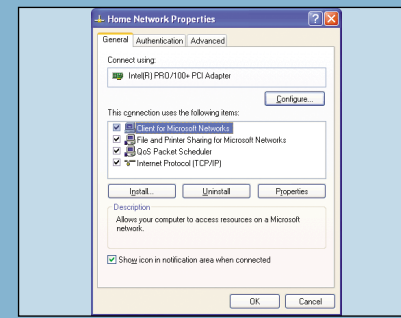 Home Network Properties
General Authentication Advanced
Connect using:
Intel(R) PRO/100+ PCI Adapter
Configure...
This connection uses the following items:
Client for Microsoft Networks
File and Printer Sharing for Microsoft Networks
QoS Packet Scheduler
Internet Protocol (TCP/IP)
Install... Uninstall Properties
Description
Allows your computer to access resources on a Microsoft
network.
Show icon in notification area when connected
OK Cancel